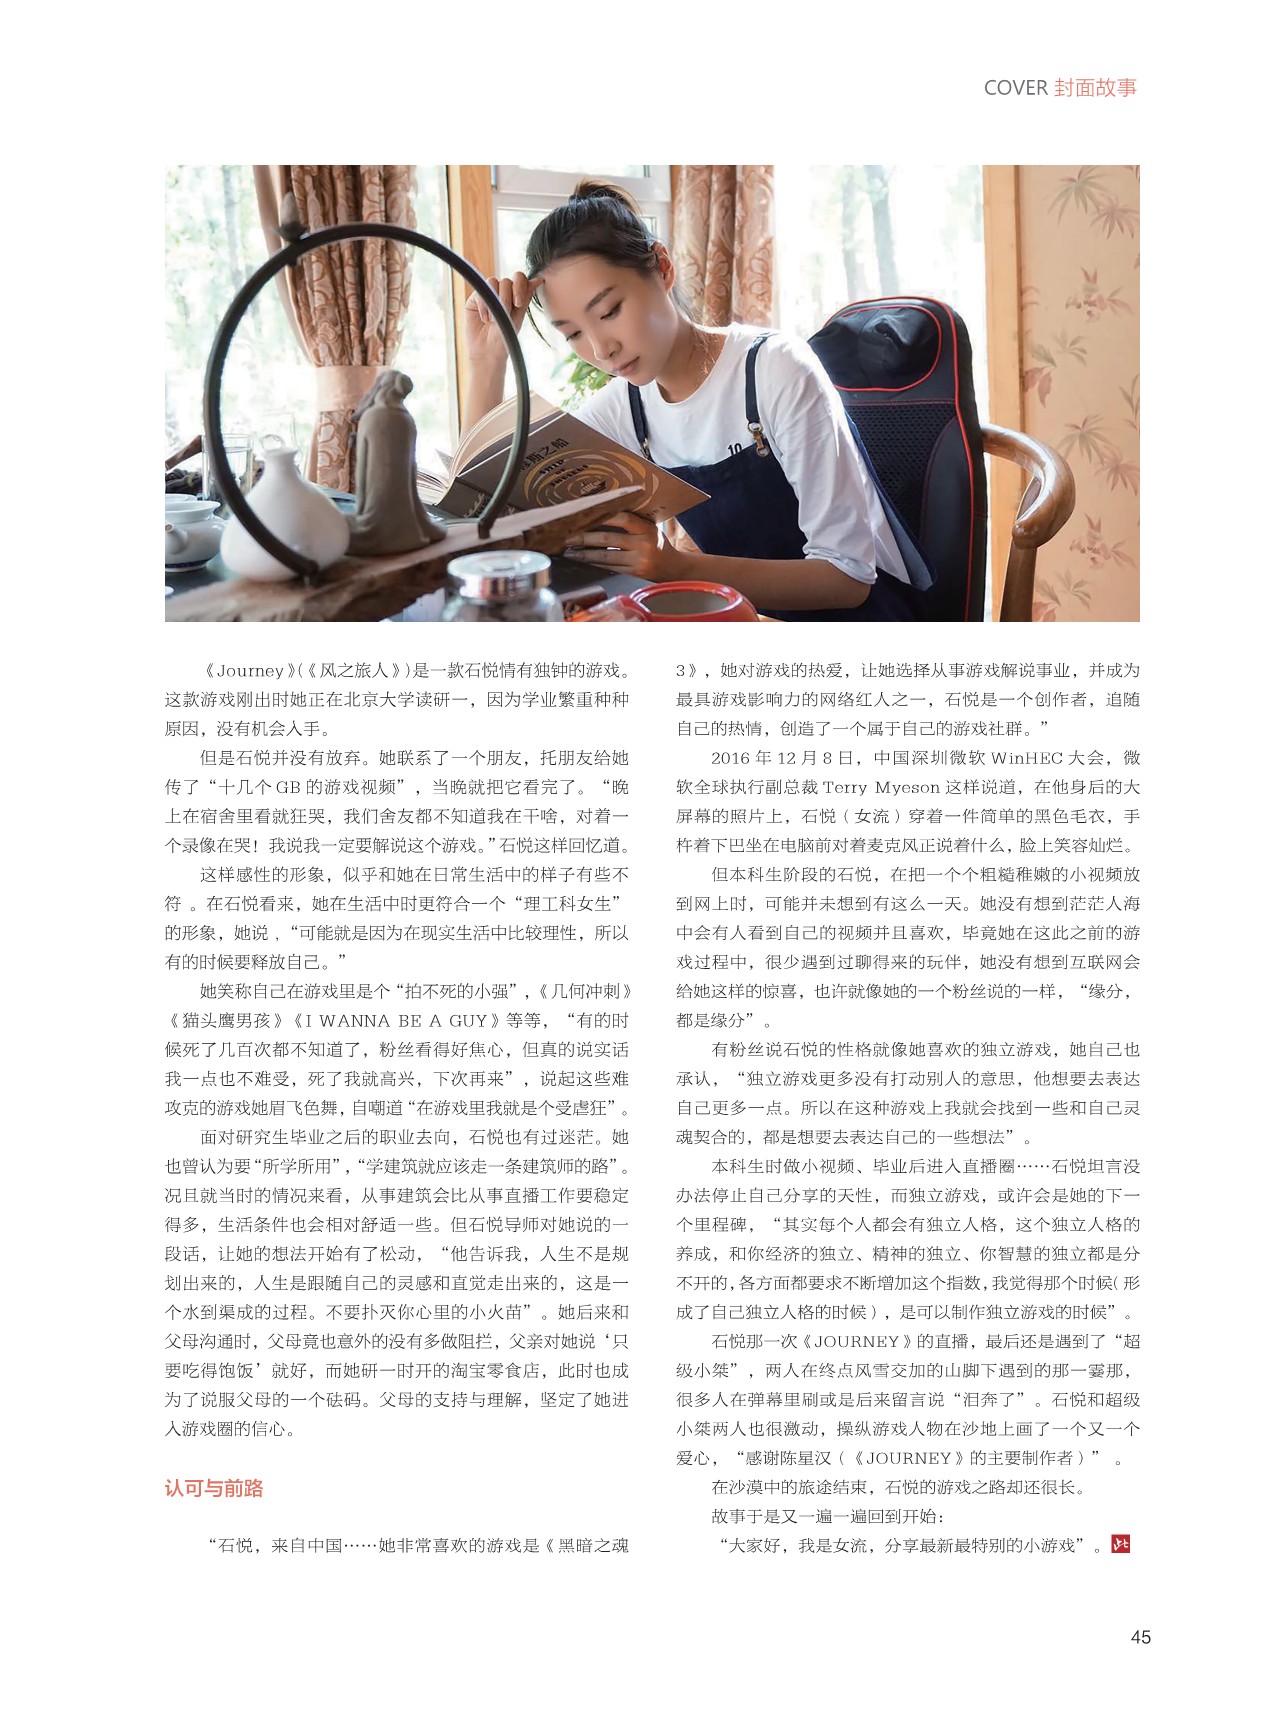 COVER 封面故事
忒修斯之船
SHIP
OF
THESEUS
10
《Journey》(《风之旅人》)是一款石悦情有独钟的游戏。
这款游戏刚出时她正在北京大学读研一，因为学业繁重种种
原因，没有机会入手。
但是石悦并没有放弃。她联系了一个朋友，托朋友给她
传了“十几个GB的游戏视频”，当晚就把它看完了。“晚
上在宿舍里看就狂哭，我们舍友都不知道我在干啥，对着一
个录像在哭！我说我一定要解说这个游戏。”石悦这样回忆道。
这样感性的形象，似乎和她在日常生活中的样子有些不
符 。在石悦看来，她在生活中时更符合一个“理工科女生”
的形象，她说 ，“可能就是因为在现实生活中比较理性，所以
有的时候要释放自己。”
她笑称自己在游戏里是个“拍不死的小强”，《几何冲刺》
《猫头鹰男孩》《I WANNA BE A GUY》等等，“有的时
候死了几百次都不知道了，粉丝看得好焦心，但真的说实话
我一点也不难受，死了我就高兴，下次再来”，说起这些难
攻克的游戏她眉飞色舞，自嘲道“在游戏里我就是个受虐狂”。
面对研究生毕业之后的职业去向，石悦也有过迷茫。她
也曾认为要“所学所用”，“学建筑就应该走一条建筑师的路”。
况且就当时的情况来看，从事建筑会比从事直播工作要稳定
得多，生活条件也会相对舒适一些。但石悦导师对她说的一
段话，让她的想法开始有了松动，“他告诉我，人生不是规
划出来的，人生是跟随自己的灵感和直觉走出来的，这是一
个水到渠成的过程。不要扑灭你心里的小火苗”。她后来和
父母沟通时，父母竟也意外的没有多做阻拦，父亲对她说‘只
要吃得饱饭’就好，而她研一时开的淘宝零食店，此时也成
为了说服父母的一个砝码。父母的支持与理解，坚定了她进
入游戏圈的信心。
认可与前路
“石悦，来自中国……她非常喜欢的游戏是《黑暗之魂
3》，她对游戏的热爱，让她选择从事游戏解说事业，并成为
最具游戏影响力的网络红人之一，石悦是一个创作者，追随
自己的热情，创造了一个属于自己的游戏社群。”
2016 年 12 月 8 日，中国深圳微软 WinHEC 大会，微
软全球执行副总裁 Terry Myeson 这样说道，在他身后的大
屏幕的照片上，石悦（女流）穿着一件简单的黑色毛衣，手
杵着下巴坐在电脑前对着麦克风正说着什么，脸上笑容灿烂。
但本科生阶段的石悦，在把一个个粗糙稚嫩的小视频放
到网上时，可能并未想到有这么一天。她没有想到茫茫人海
中会有人看到自己的视频并且喜欢，毕竟她在这此之前的游
戏过程中，很少遇到过聊得来的玩伴，她没有想到互联网会
给她这样的惊喜，也许就像她的一个粉丝说的一样，“缘分，
都是缘分”。
有粉丝说石悦的性格就像她喜欢的独立游戏，她自己也
承认，“独立游戏更多没有打动别人的意思，他想要去表达
自己更多一点。所以在这种游戏上我就会找到一些和自己灵
魂契合的，都是想要去表达自己的一些想法”。
本科生时做小视频、毕业后进入直播圈……石悦坦言没
办法停止自己分享的天性，而独立游戏，或许会是她的下一
个里程碑，“其实每个人都会有独立人格，这个独立人格的
养成，和你经济的独立、精神的独立、你智慧的独立都是分
不开的，各方面都要求不断增加这个指数，我觉得那个时候（形
成了自己独立人格的时候），是可以制作独立游戏的时候”。
石悦那一次《JOURNEY》的直播，最后还是遇到了“超
级小桀”，两人在终点风雪交加的山脚下遇到的那一霎那，
很多人在弹幕里刷或是后来留言说“泪奔了”。石悦和超级
小桀两人也很激动，操纵游戏人物在沙地上画了一个又一个
爱心，“感谢陈星汉（《JOURNEY》的主要制作者）” 。
在沙漠中的旅途结束，石悦的游戏之路却还很长。
故事于是又一遍一遍回到开始：
“大家好，我是女流，分享最新最特别的小游戏”。
45